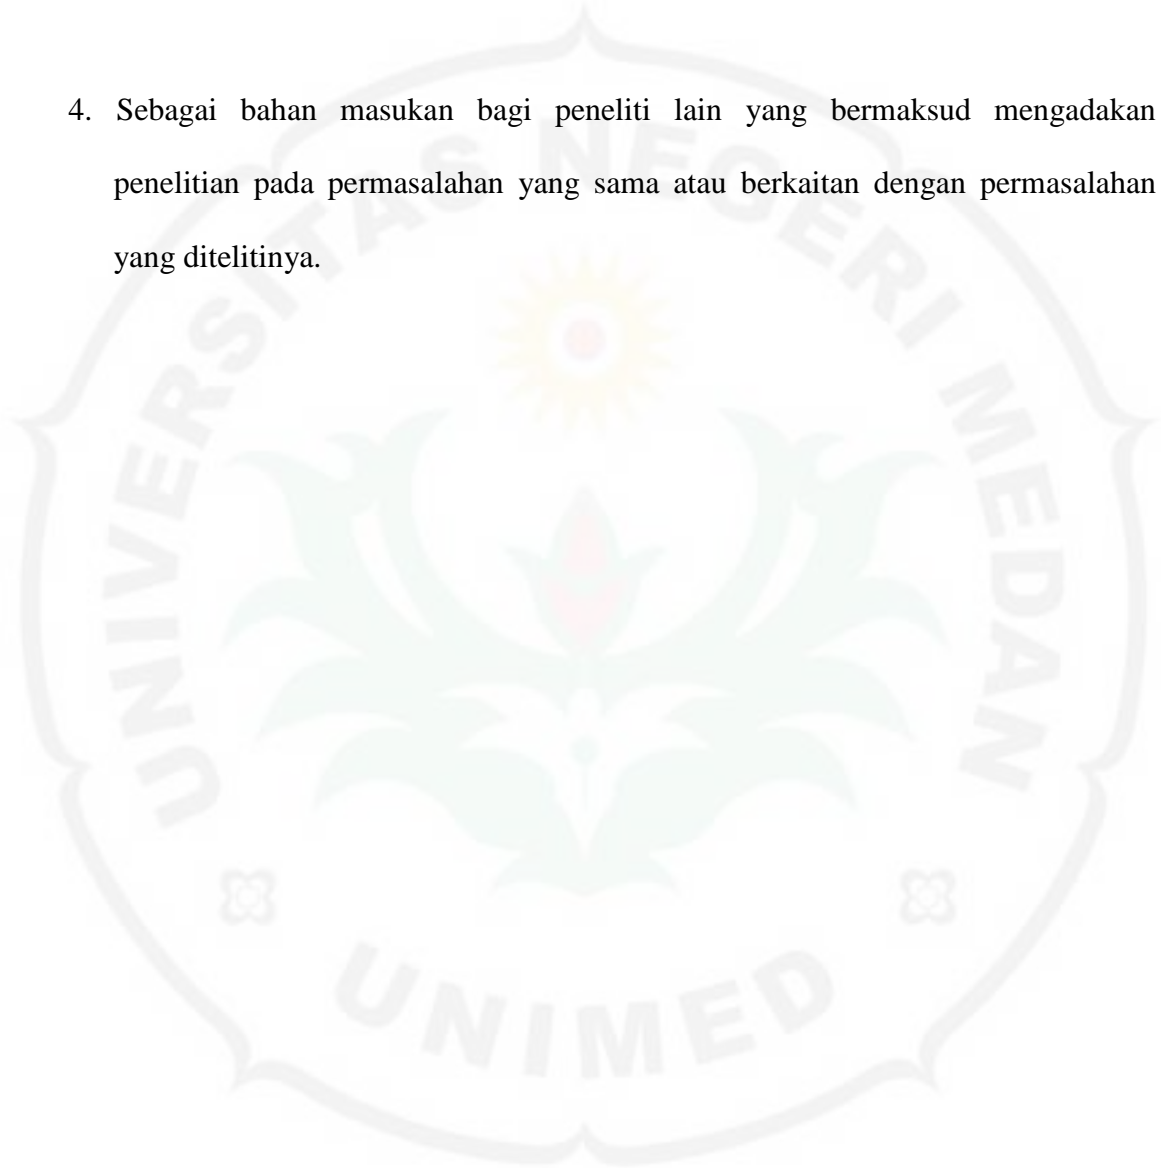 4. Sebagai bahan masukan bagi peneliti lain yang bermaksud mengadakan
penelitian pada permasalahan yang sama atau berkaitan dengan permasalahan
yang ditelitinya.
UNIVERSITAS NEGERI MEDAN
UNIMED